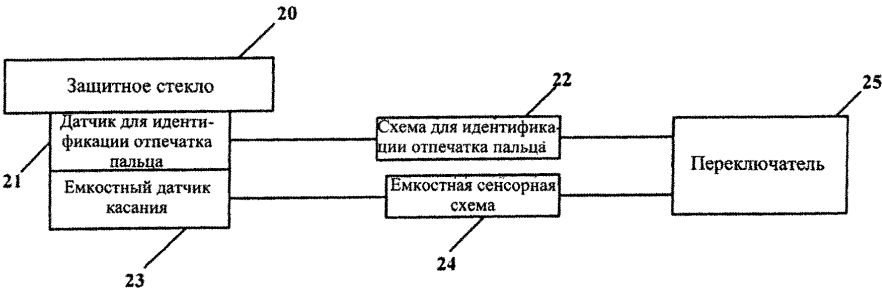 20
Защитное стекло
22
25
Датчик для иденти-
фикации отпечатка
пальца
Схема для идентифика-
ции отпечатка пальца
Переключатель
21
Емкостный датчик
касания
Емкостная сенсорная
схема
23
24